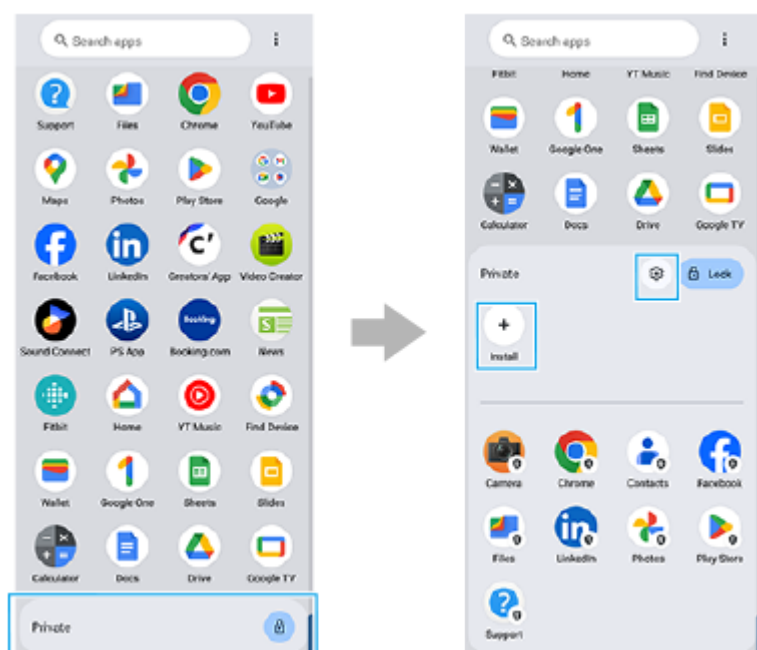 Search apps
Support Files Chrome YouTube
Maps Photos Play Store Google
Facebook LinkedIn Creators' App Video Creator
Booking
Sound Connect PS App Booking.com News
Fitbit Home YT Music Find Device
Wallet Google One Sheets Slides
Calculator Docs Drive Google TV
Private
Search apps
Fitbit Home YT Music Find Device
Wallet Google One Sheets Slides
Calculator Docs Drive Google TV
Private Lock
Install
Camera Chrome Contacts Facebook
Files LinkedIn Photos Play Store
Support